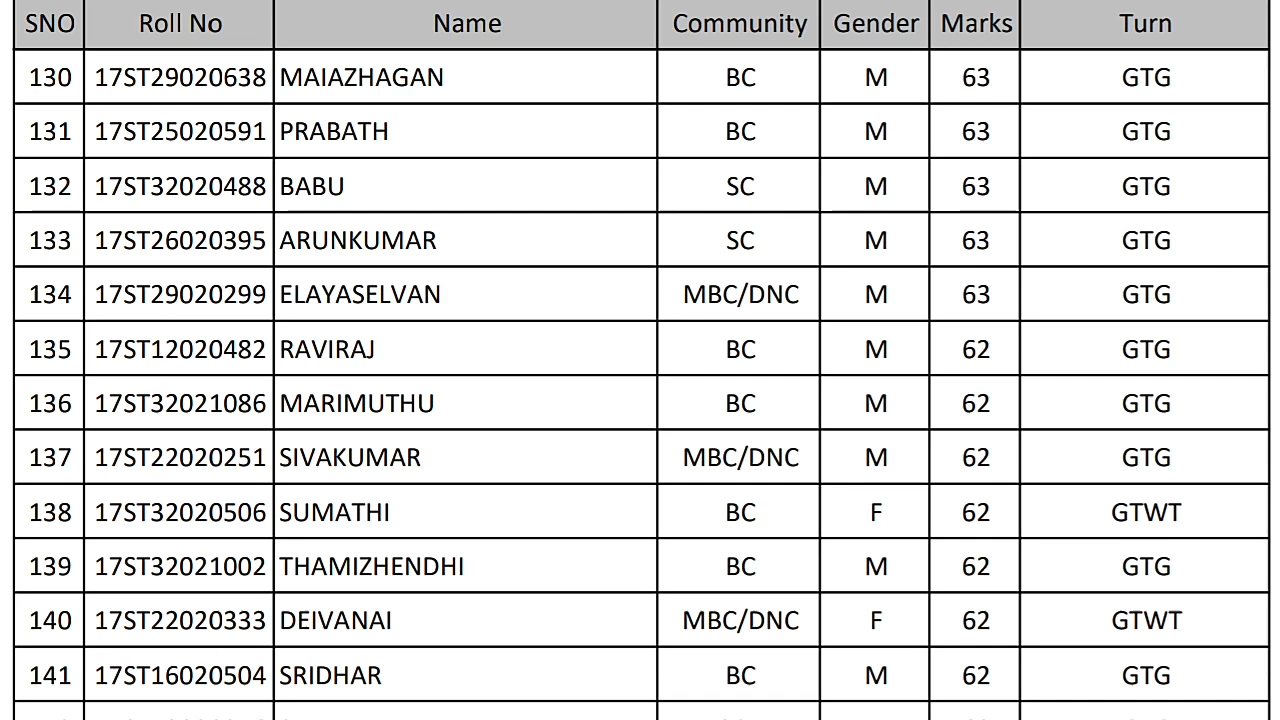 SNO Roll No Name Community Gender Marks Turn
130 17ST29020638 MAIAZHAGAN BC M 63 GTG
131 17ST25020591 PRABATH BC M 63 GTG
132 17ST32020488 BABU SC M 63 GTG
133 17ST26020395 ARUNKUMAR SC M 63 GTG
134 17ST29020299 ELAYASELVAN MBC/DNC M 63 GTG
135 17ST12020482 RAVIRAJ BC M 62 GTG
136 17ST32021086 MARIMUTHU BC M 62 GTG
137 17ST22020251 SIVAKUMAR MBC/DNC M 62 GTG
138 17ST32020506 SUMATHI BC F 62 GTWT
139 17ST32021002 THAMIZHENDHI BC M 62 GTG
140 17ST22020333 DEIVANAI MBC/DNC F 62 GTWT
141 17ST16020504 SRIDHAR BC M 62 GTG